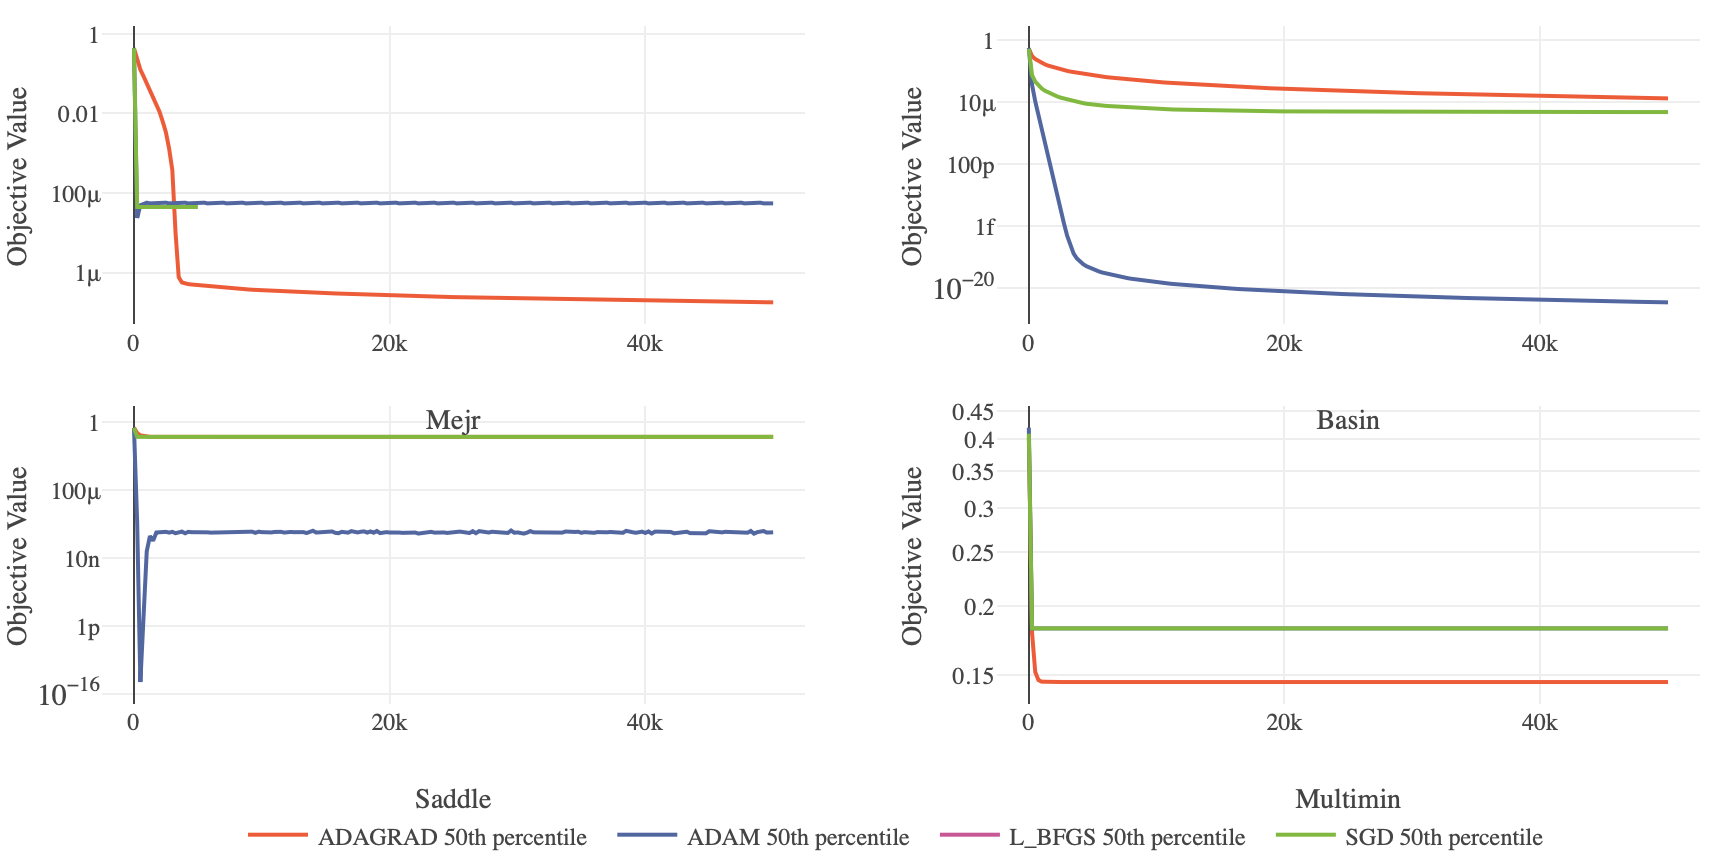 Objective Value
1
0.01
100μ
1μ
0
20k
40k
Mejr
Objective Value
1
10μ
100p
1f
10−20
0
20k
40k
Basin
Objective Value
1
100μ
10n
1p
10−16
0
20k
40k
Saddle
Objective Value
0.45
0.4
0.35
0.3
0.25
0.2
0.15
0
20k
40k
Multimin
ADAGRAD 50th percentile
ADAM 50th percentile
L_BFGS 50th percentile
SGD 50th percentile